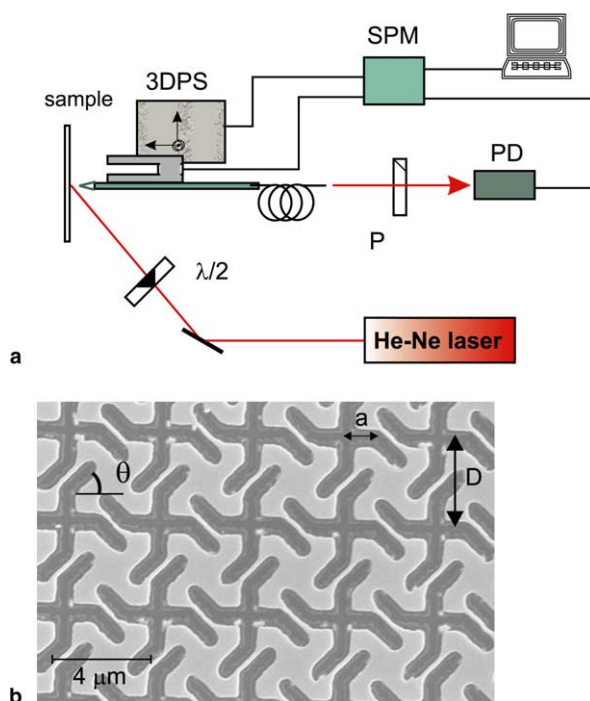 SPM
3DPS
sample
PD
P
λ/2
He-Ne laser
a
a
D
θ
4 μm
b